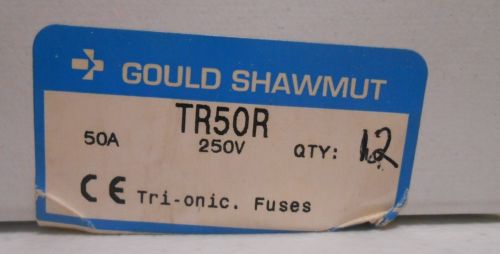 GOULD SHAWMUT
TR50R
50A 250V QTY: 12
CE Tri-onic. Fuses